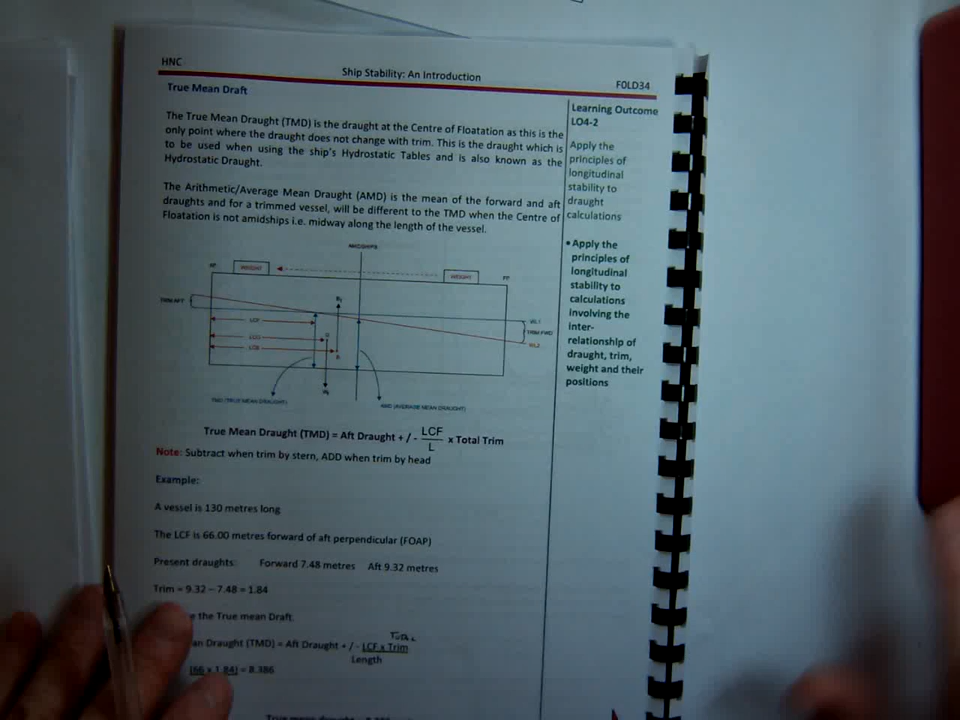 HNC
Ship Stability: An Introduction
F0LD34
True Mean Draft
The True Mean Draught (TMD) is the draught at the Centre of Floatation as this is the
only point where the draught does not change with trim. This is the draught which is
to be used when using the ship's Hydrostatic Tables and is also known as the
Hydrostatic Draught.
The Arithmetic/Average Mean Draught (AMD) is the mean of the forward and aft
draughts and for a trimmed vessel, will be different to the TMD when the Centre of
Floatation is not amidships i.e. midway along the length of the vessel.
AMIDSHIPS
AP
WEIGHT
WEIGHT
FP
TRIM AFT
LCF
LCG
LCB
WL1
TRIM FWD
WL2
TMD (TRUE MEAN DRAUGHT)
AMD (AVERAGE MEAN DRAUGHT)
True Mean Draught (TMD) = Aft Draught + / - LCF x Total Trim
L
Note: Subtract when trim by stern, ADD when trim by head
Example:
A vessel is 130 metres long
The LCF is 66.00 metres forward of aft perpendicular (FOAP)
Present draughts: Forward 7.48 metres Aft 9.32 metres
Trim = 9.32 – 7.48 = 1.84
the True mean Draft.
Draught (TMD) = Aft Draught + / - LCF x Trim
Length
(66 x 1.84) = 8.386
Learning Outcome
LO4-2
Apply the
principles of
longitudinal
stability to
draught
calculations
• Apply the
principles of
longitudinal
stability to
calculations
involving the
inter-
relationship of
draught, trim,
weight and their
positions